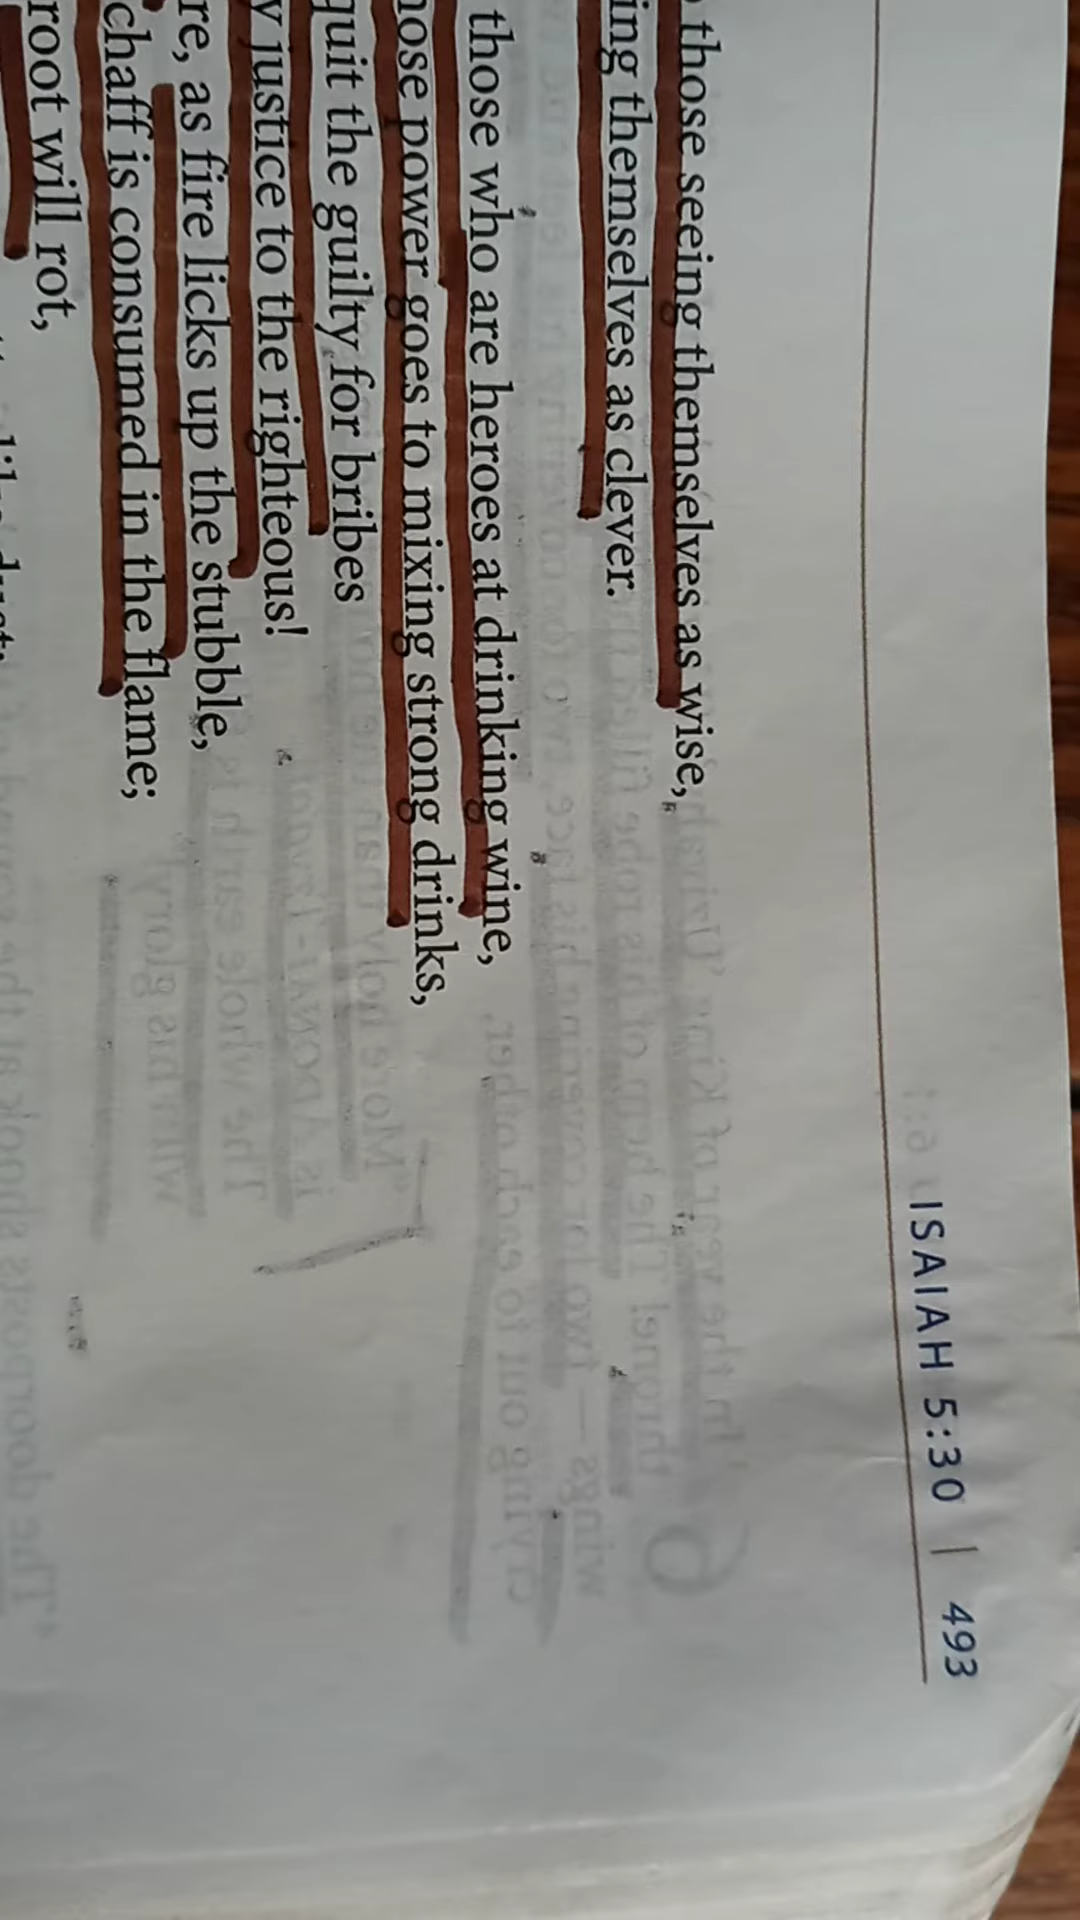 ISAIAH 5:30 | 493
those seeing themselves as wise,
ing themselves as clever.
those who are heroes at drinking wine,
hose power goes to mixing strong drinks,
quit the guilty for bribes
y justice to the righteous!
re, as fire licks up the stubble,
chaff is consumed in the flame;
root will rot,